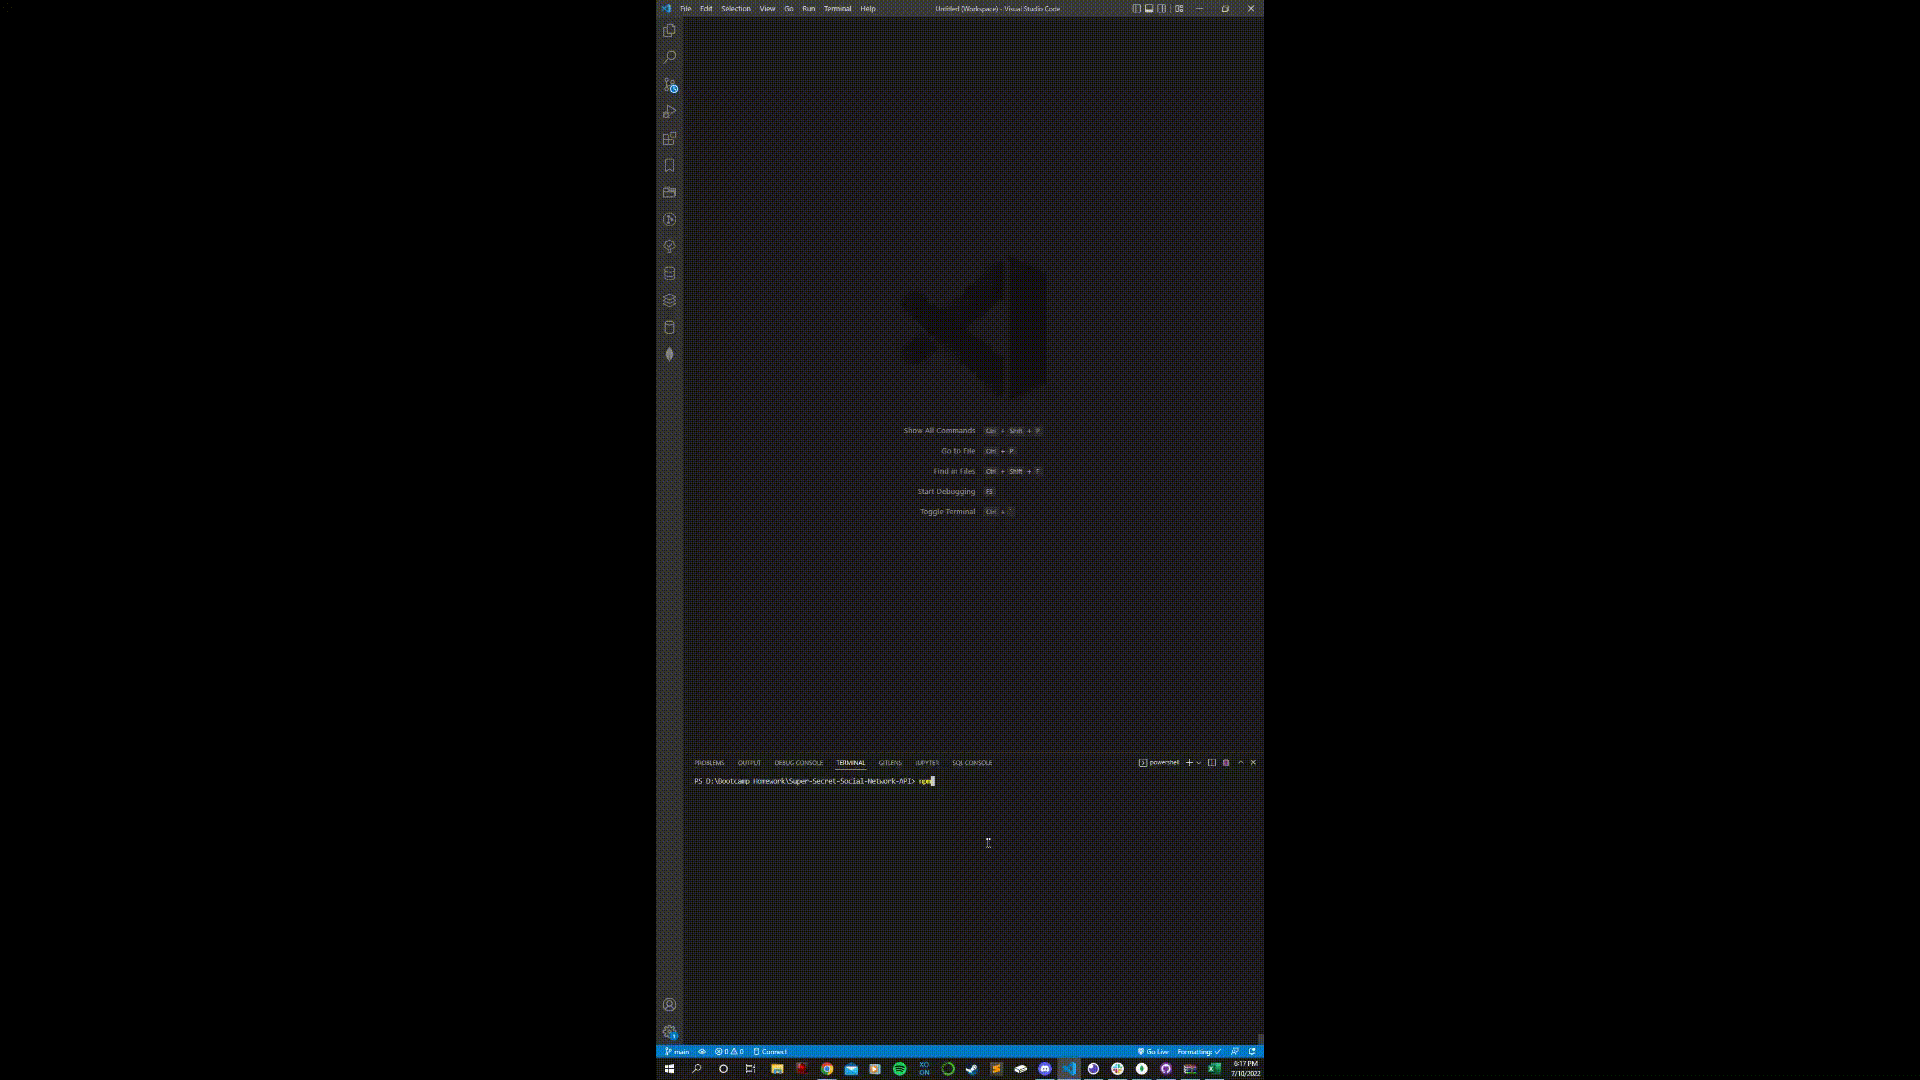 File Edit Selection View Go Run Terminal Help
Untitled (Workspace) - Visual Studio Code
Show All Commands Ctrl + Shift + P
Go to File Ctrl + P
Find in Files Ctrl + Shift + F
Start Debugging F5
Toggle Terminal Ctrl + `
PROBLEMS OUTPUT DEBUG CONSOLE TERMINAL GITLENS JUPYTER SQL CONSOLE
powershell
PS D:\Bootcamp Homework\Super-Secret-Social-Network-API> npm
main 0 0 Connect
Go Live Formatting: ✓
XO
ON
6:17 PM
7/10/2022